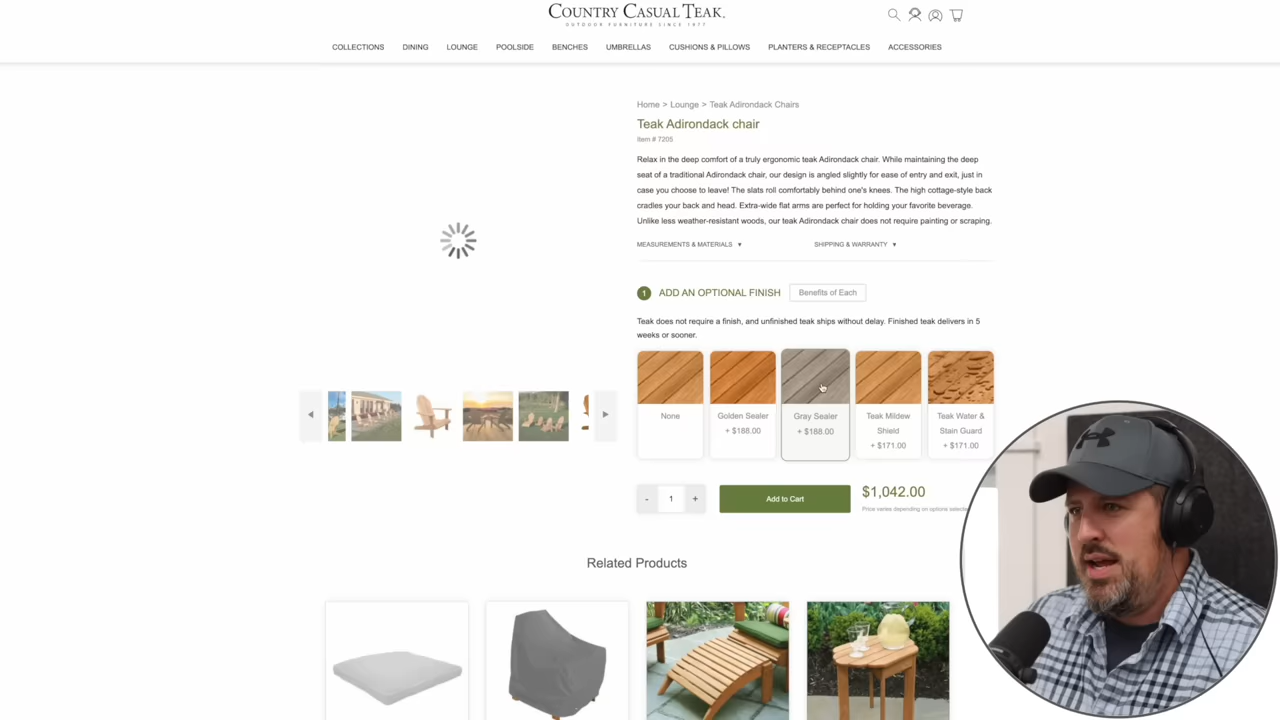 COUNTRY CASUAL TEAK.
OUTDOOR FURNITURE SINCE 1977
COLLECTIONS DINING LOUNGE POOLSIDE BENCHES UMBRELLAS CUSHIONS & PILLOWS PLANTERS & RECEPTACLES ACCESSORIES
Home > Lounge > Teak Adirondack Chairs
Teak Adirondack chair
Item # 7205
Relax in the deep comfort of a truly ergonomic teak Adirondack chair. While maintaining the deep
seat of a traditional Adirondack chair, our design is angled slightly for ease of entry and exit, just in
case you choose to leave! The slats roll comfortably behind one's knees. The high cottage-style back
cradles your back and head. Extra-wide flat arms are perfect for holding your favorite beverage.
Unlike less weather-resistant woods, our teak Adirondack chair does not require painting or scraping.
MEASUREMENTS & MATERIALS ▼ SHIPPING & WARRANTY ▼
1 ADD AN OPTIONAL FINISH Benefits of Each
Teak does not require a finish, and unfinished teak ships without delay. Finished teak delivers in 5
weeks or sooner.
None
Golden Sealer
+ $188.00
Gray Sealer
+ $188.00
Teak Mildew
Shield
+ $171.00
Teak Water &
Stain Guard
+ $171.00
- 1 + Add to Cart $1,042.00
Price varies depending on options selecte
Related Products